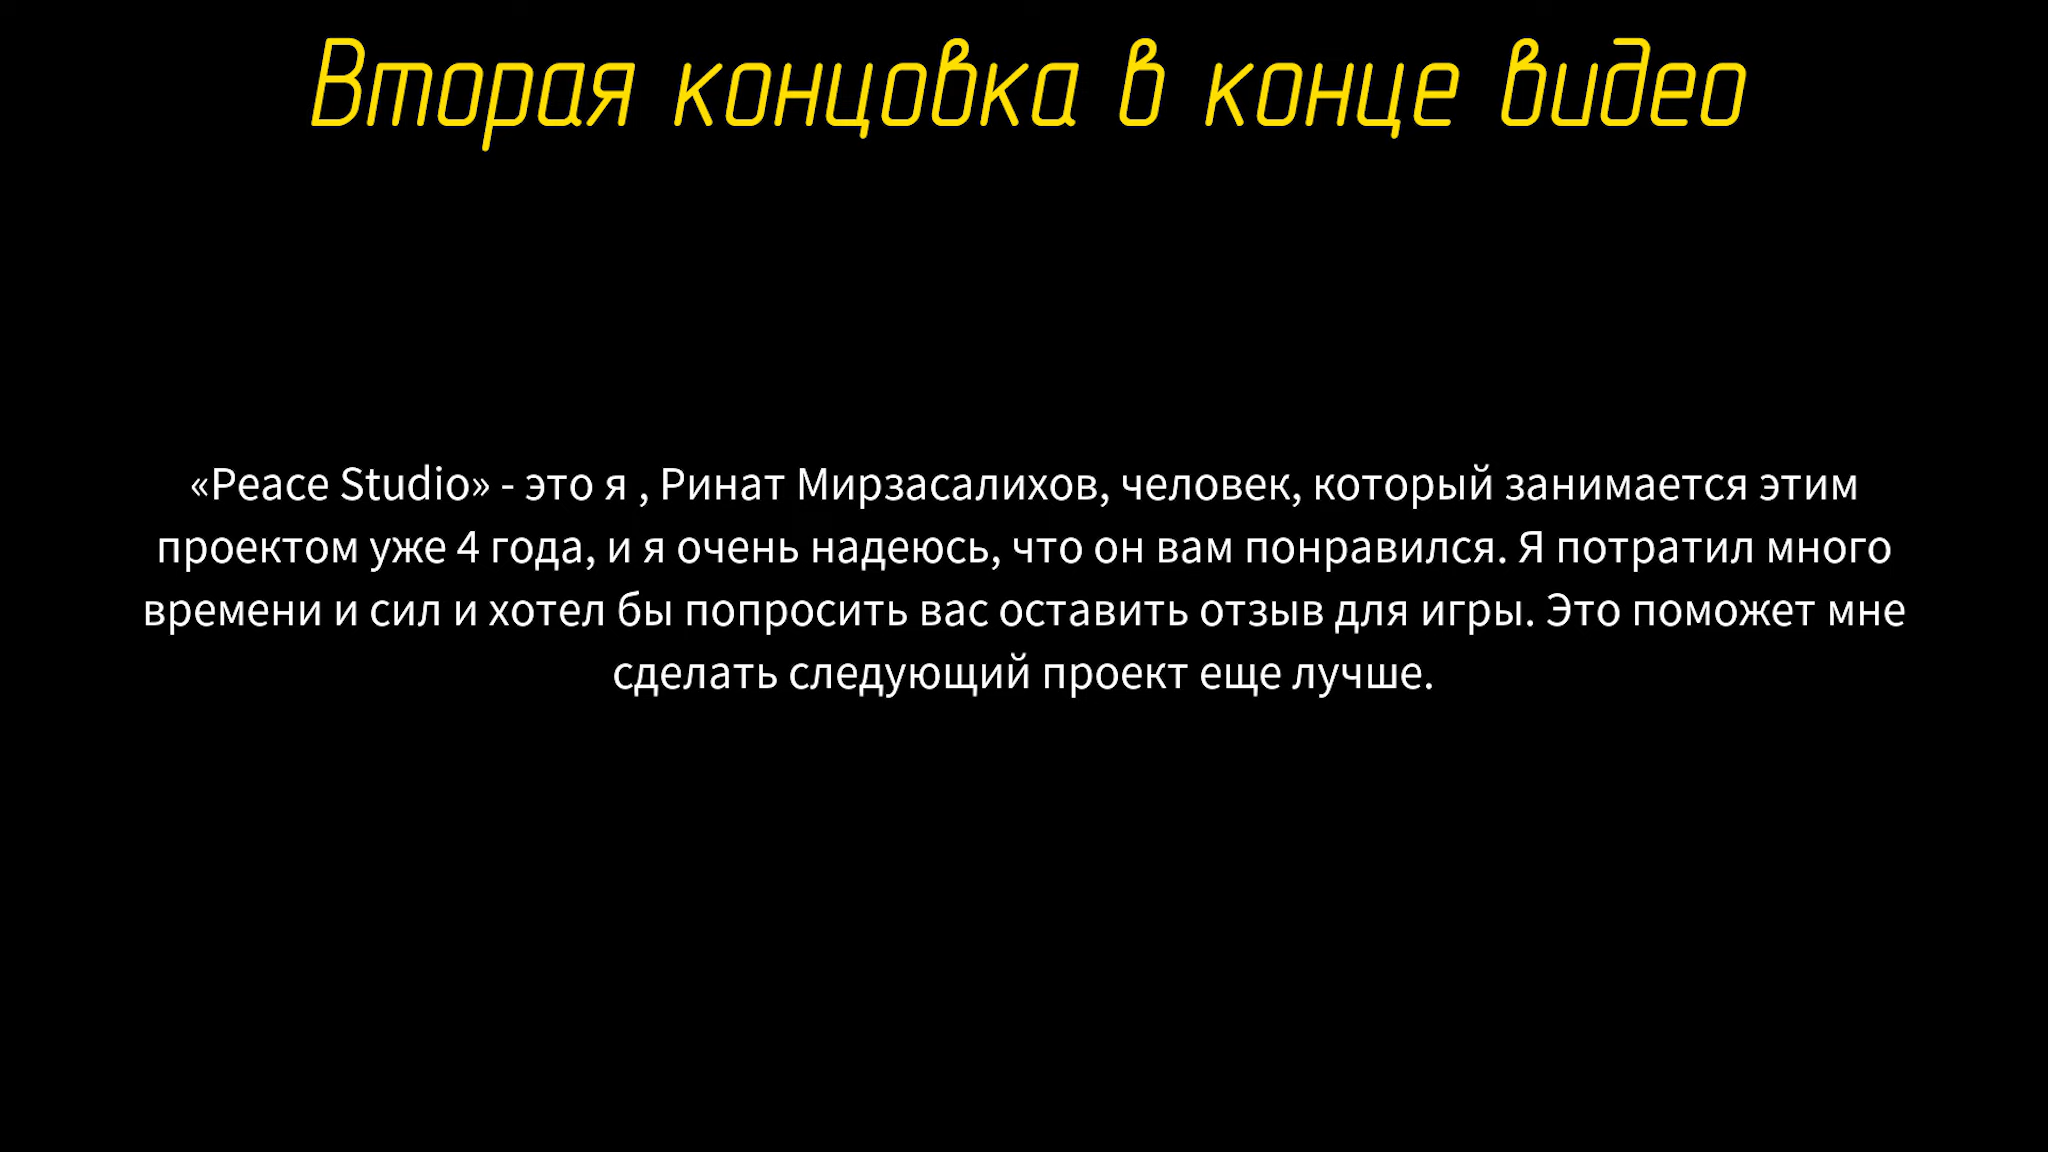 Вторая концовка в конце видео
«Peace Studio» - это я , Ринат Мирзасалихов, человек, который занимается этим
проектом уже 4 года, и я очень надеюсь, что он вам понравился. Я потратил много
времени и сил и хотел бы попросить вас оставить отзыв для игры. Это поможет мне
сделать следующий проект еще лучше.